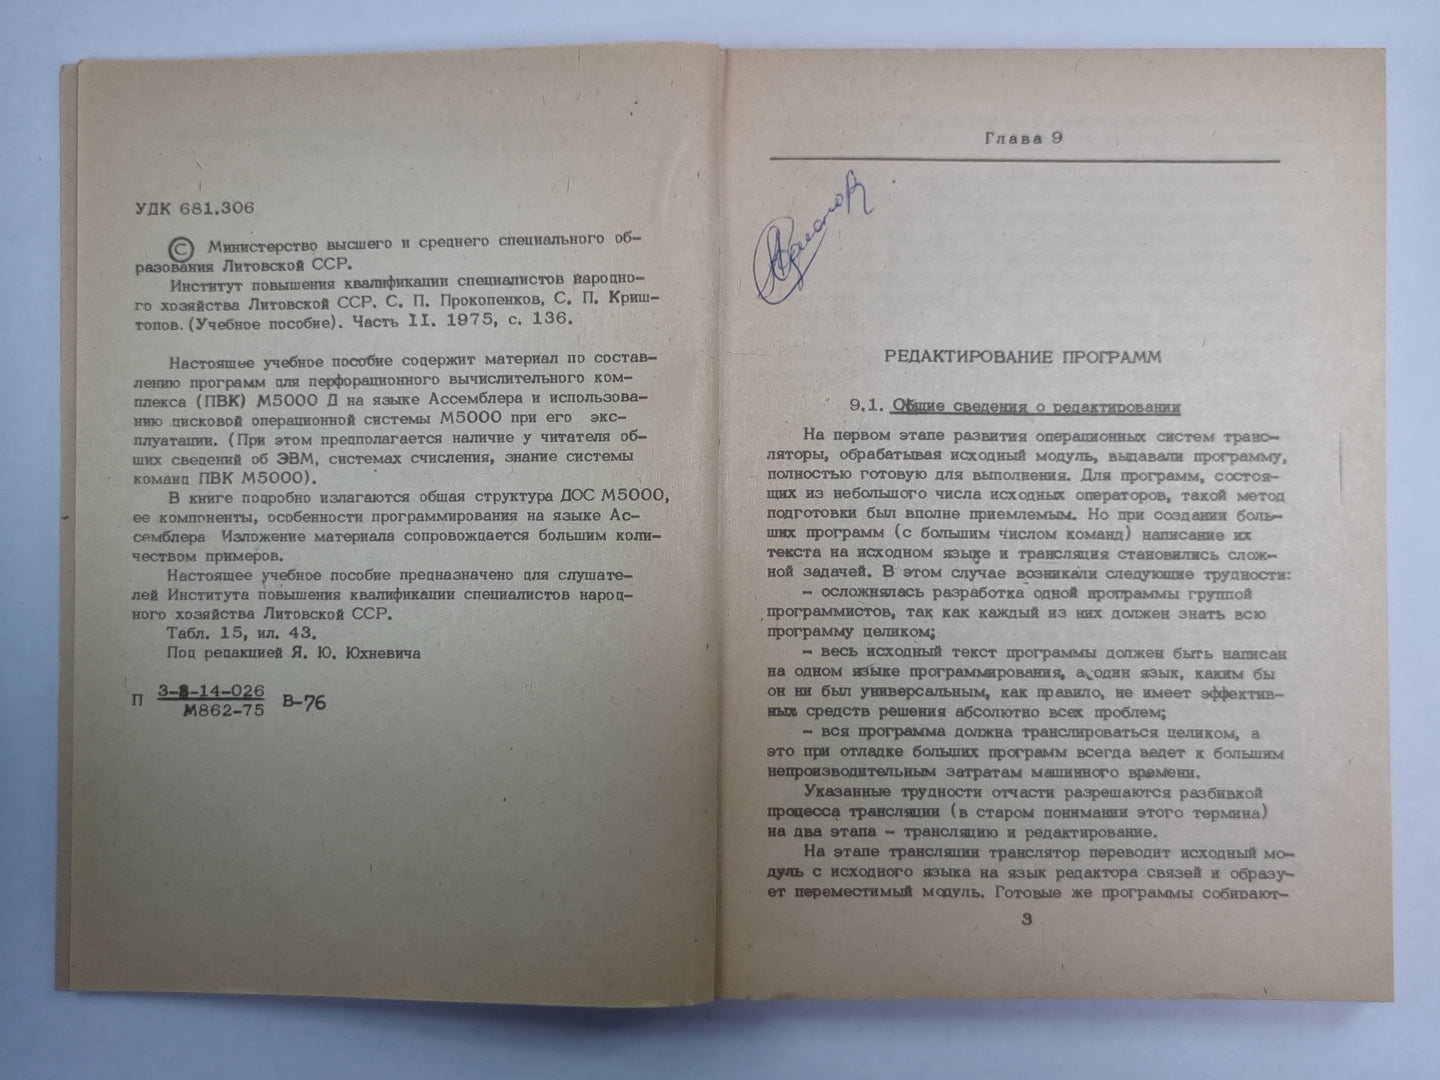 УДК 681.306
© Министерство высшего и среднего специального об-
разования Литовской ССР.
Институт повышения квалификации специалистов народно-
го хозяйства Литовской ССР. С. П. Прокопенков, С. П. Криш-
топов. (Учебное пособие). Часть II. 1975, с. 136.
Настоящее учебное пособие содержит материал по состав-
лению программ для перфорационного вычислительного ком-
плекса (ПВК) М5000 Д на языке Ассемблера и использова-
нию дисковой операционной системы М5000 при его экс-
плуатации. (При этом предполагается наличие у читателя об-
щих сведений об ЭВМ, системах счисления, знание системы
команд ПВК М5000).
В книге подробно излагаются общая структура ДОС М5000,
ее компоненты, особенности программирования на языке Ас-
семблера Изложение материала сопровождается большим коли-
чеством примеров.
Настоящее учебное пособие предназначено для слушате-
лей Института повышения квалификации специалистов народ-
ного хозяйства Литовской ССР.
Табл. 15, ил. 43.
Под редакцией Я. Ю. Юхневича
П 3-8-14-026 В-76
М862-75
Глава 9
РЕДАКТИРОВАНИЕ ПРОГРАММ
9.1. Общие сведения о редактировании
На первом этапе развития операционных систем транс-
ляторы, обрабатывая исходный модуль, выдавали программу,
полностью готовую для выполнения. Для программ, состоя-
щих из небольшого числа исходных операторов, такой метод
подготовки был вполне приемлемым. Но при создании боль-
ших программ (с большим числом команд) написание их
текста на исходном языке и трансляция становились слож-
ной задачей. В этом случае возникали следующие трудности:
- осложнялась разработка одной программы группой
программистов, так как каждый из них должен знать всю
программу целиком;
- весь исходный текст программы должен быть написан
на одном языке программирования, а один язык, каким бы
он ни был универсальным, как правило, не имеет эффектив-
ных средств решения абсолютно всех проблем;
- вся программа должна транслироваться целиком, а
это при отладке больших программ всегда ведет к большим
непроизводительным затратам машинного времени.
Указанные трудности отчасти разрешаются разбивкой
процесса трансляции (в старом понимании этого термина)
на два этапа - трансляцию и редактирование.
На этапе трансляции транслятор переводит исходный мо-
дуль с исходного языка на язык редактора связей и образу-
ет переместимый модуль. Готовые же программы собирают-
3